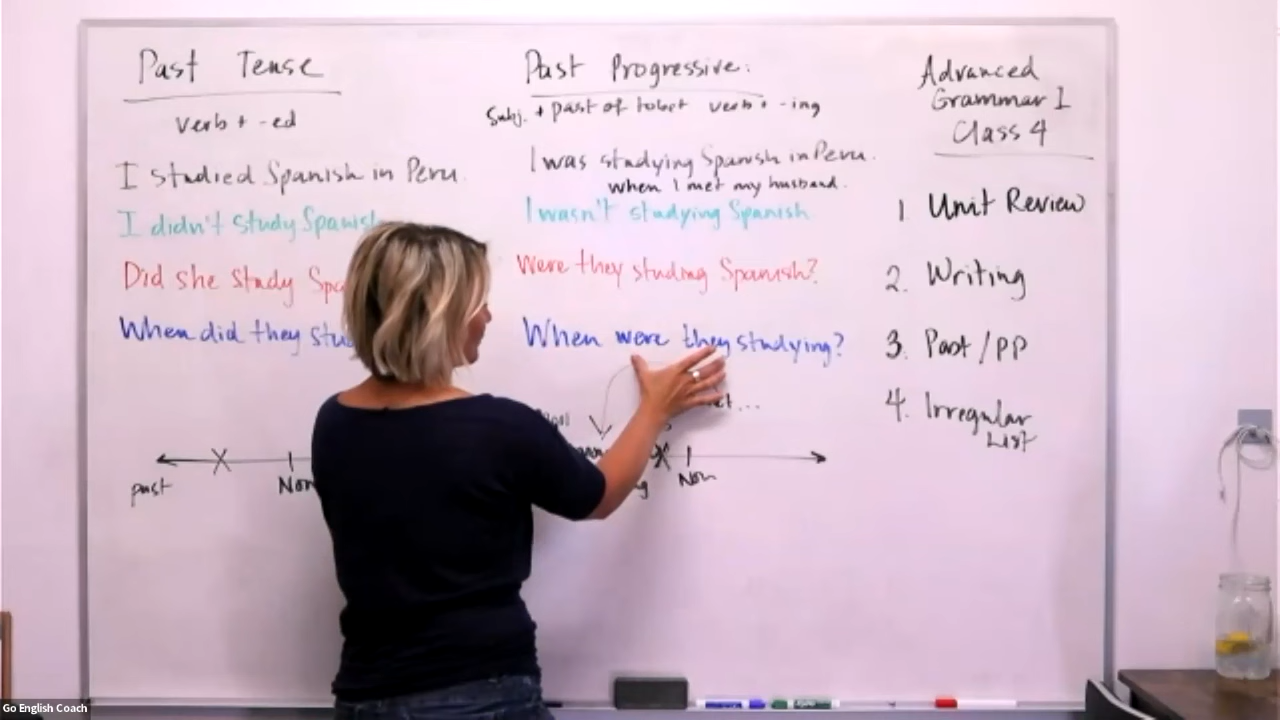 Past Tense
verb + -ed
I studied Spanish in Peru.
I didn't study Spanish
Did she study Spa
When did they stu
past
Now
Past Progressive:
Subj. + past of to be + verb + -ing
I was studying Spanish in Peru.
when I met my husband.
I wasn't studying Spanish
Were they studing Spanish?
When were they studying?
Now
Advanced
Grammar 1
Class 4
1 Unit Review
2. Writing
3. Past / PP
4. Irregular
List
Go English Coach